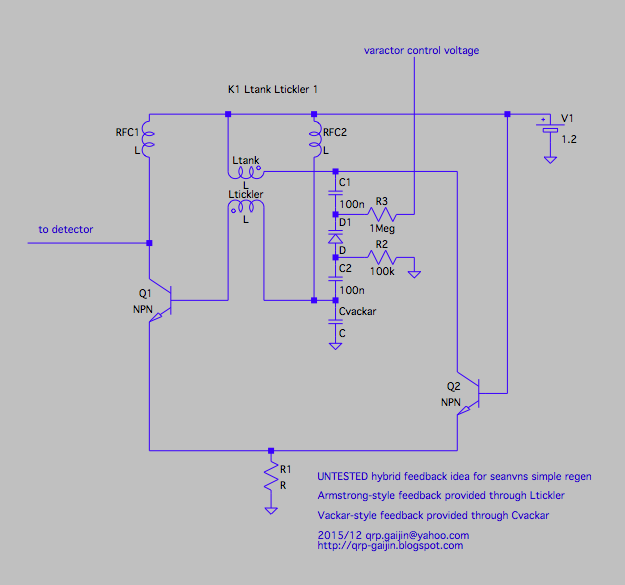 varactor control voltage
K1 Ltank Ltickler 1
V1
1.2
RFC1
L
RFC2
L
Ltank
L
Ltickler
L
C1
100n
R3
1Meg
D1
D
R2
100k
C2
100n
Cvackar
C
to detector
Q1
NPN
Q2
NPN
R1
R
UNTESTED hybrid feedback idea for seanvns simple regen
Armstrong-style feedback provided through Ltickler
Vackar-style feedback provided through Cvackar
2015/12 qrp.gaijin@yahoo.com
http://qrp-gaijin.blogspot.com